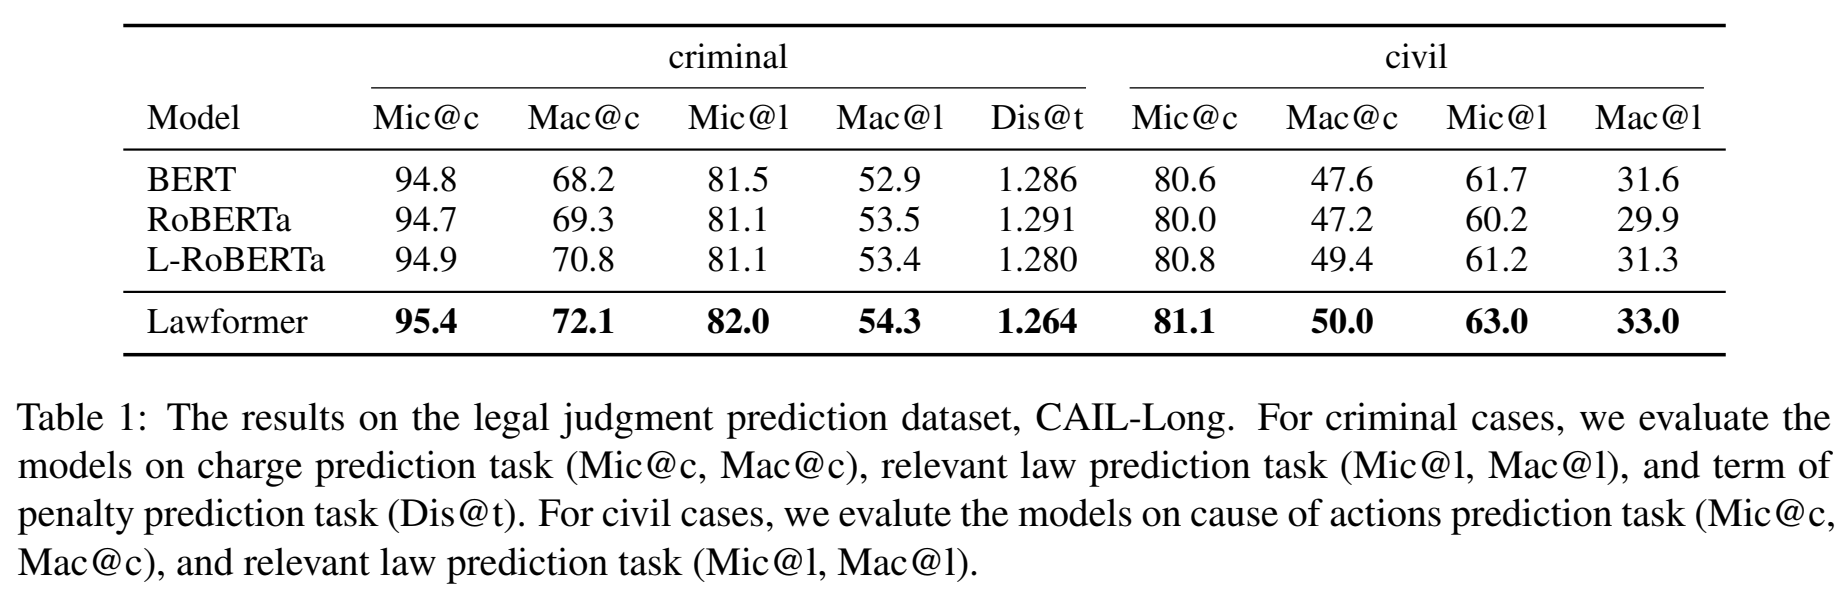 criminal civil
Model Mic@c Mac@c Mic@l Mac@l Dis@t Mic@c Mac@c Mic@l Mac@l
BERT 94.8 68.2 81.5 52.9 1.286 80.6 47.6 61.7 31.6
RoBERTa 94.7 69.3 81.1 53.5 1.291 80.0 47.2 60.2 29.9
L-RoBERTa 94.9 70.8 81.1 53.4 1.280 80.8 49.4 61.2 31.3
Lawformer 95.4 72.1 82.0 54.3 1.264 81.1 50.0 63.0 33.0
Table 1: The results on the legal judgment prediction dataset, CAIL-Long. For criminal cases, we evaluate the
models on charge prediction task (Mic@c, Mac@c), relevant law prediction task (Mic@l, Mac@l), and term of
penalty prediction task (Dis@t). For civil cases, we evalute the models on cause of actions prediction task (Mic@c,
Mac@c), and relevant law prediction task (Mic@l, Mac@l).